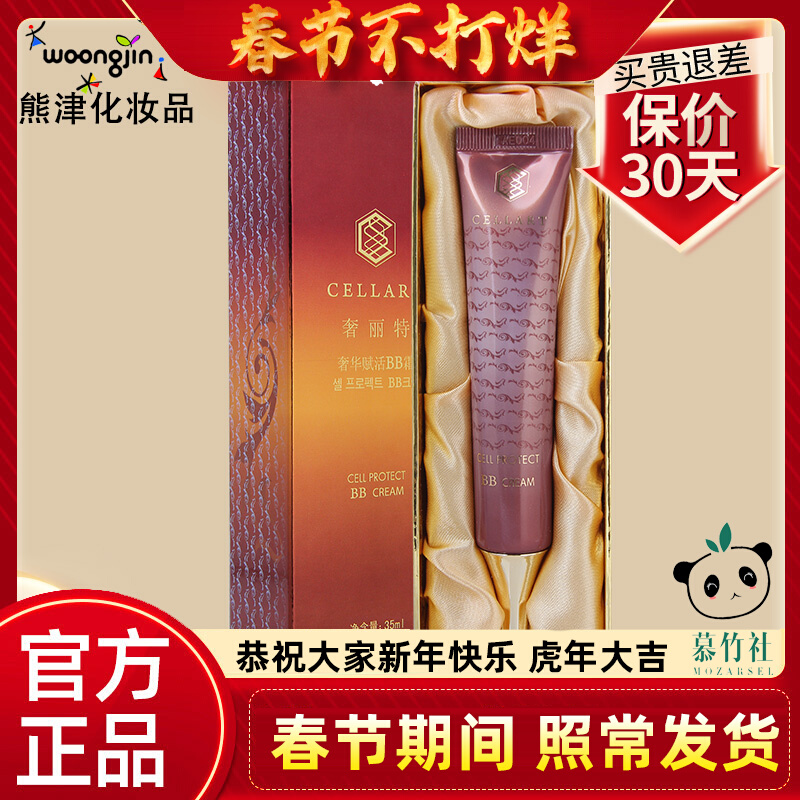 春节不打烊
woongjin
熊津化妆品
买贵退差
保价
30天
CELLAR
奢丽特
奢华赋活BB霜
셀 프로펙트 BB크
CELL PROTECT
BB CREAM
净含量:35ml
CELLART
CELL PROTECT
BB CREAM
慕竹社
MOZARSEL
恭祝大家新年快乐 虎年大吉
官方
正品
春节期间 照常发货